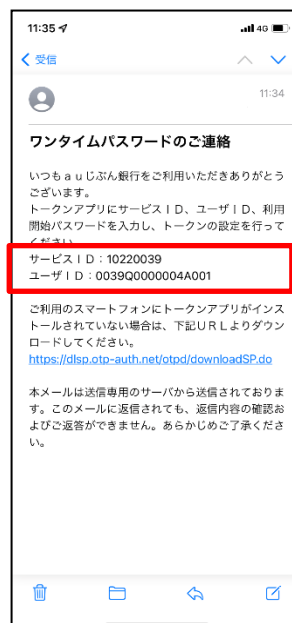 11:35
4G
受信
11:34
ワンタイムパスワードのご連絡
いつもａｕじぶん銀行をご利用いただきありがとう
ございます。
トークンアプリにサービスＩＤ、ユーザＩＤ、利用
開始パスワードを入力し、トークンの設定を行って
ください。
サービスＩＤ：10220039
ユーザＩＤ：0039Q0000004A001
ご利用のスマートフォンにトークンアプリがインス
トールされていない場合は、下記ＵＲＬよりダウン
ロードしてください。
https://dlsp.otp-auth.net/otpd/downloadSP.do
本メールは送信専用のサーバから送信されておりま
す。このメールに返信されても、返信内容の確認お
よびご返答ができません。あらかじめご了承くださ
い。